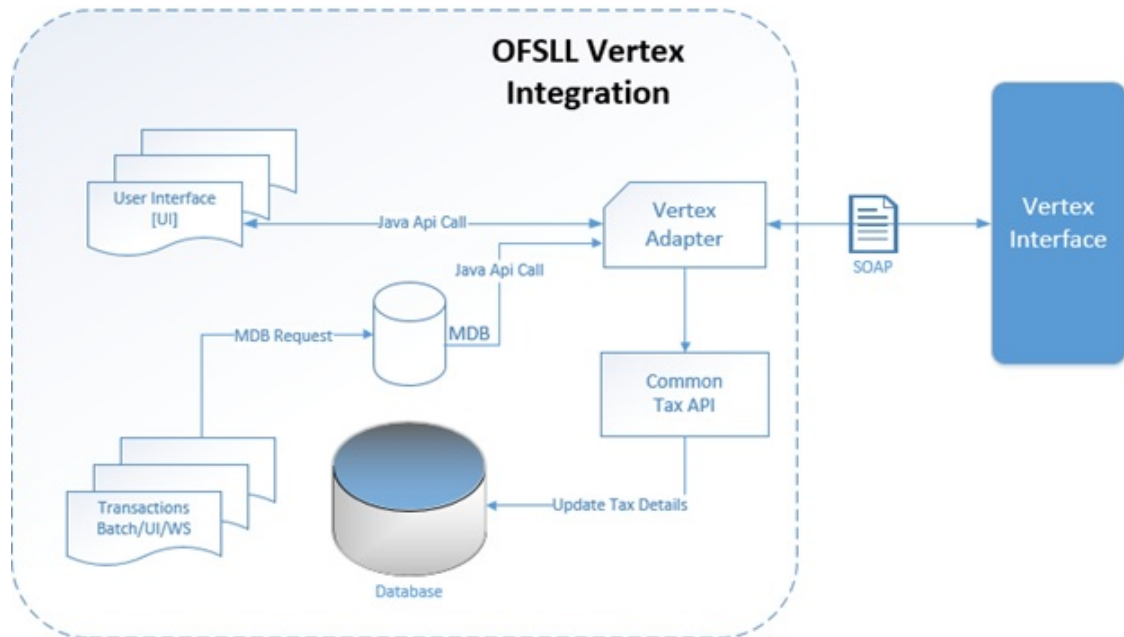 OFSLL Vertex
Integration
User Interface
[UI]
Java Api Call
Vertex
Adapter
SOAP
Vertex
Interface
Java Api Call
MDB Request
MDB
Common
Tax API
Transactions
Batch/UI/WS
Update Tax Details
Database